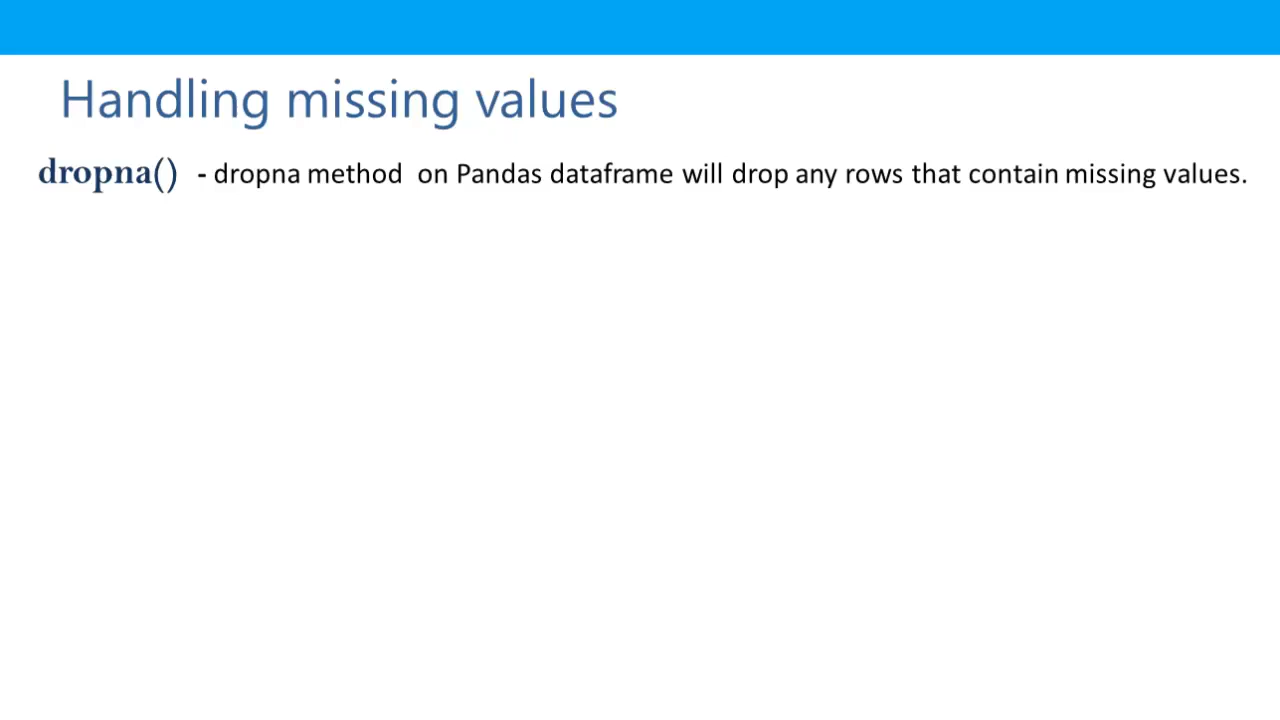 Handling missing values
dropna() - dropna method on Pandas dataframe will drop any rows that contain missing values.